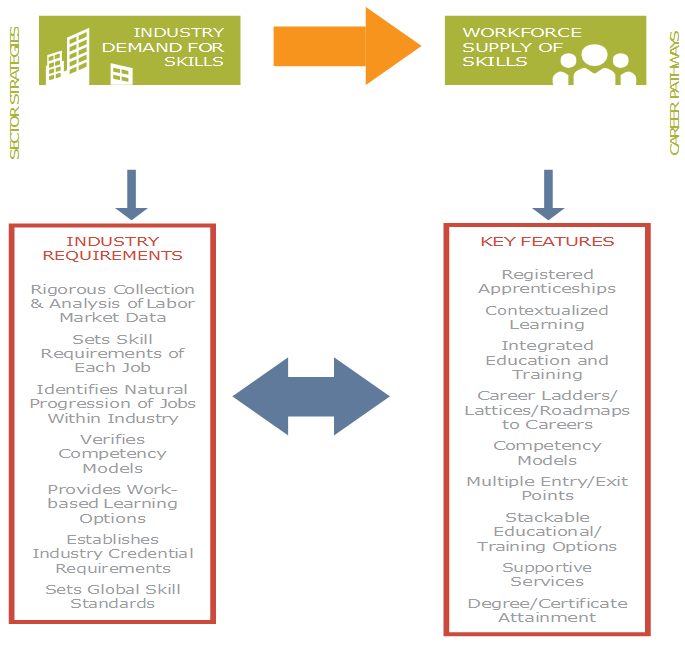 SECTOR STRATEGIES
INDUSTRY
DEMAND FOR
SKILLS
WORKFORCE
SUPPLY OF
SKILLS
CAREER PATHWAYS
INDUSTRY
REQUIREMENTS
Rigorous Collection
& Analysis of Labor
Market Data
Sets Skill
Requirements of
Each Job
Identifies Natural
Progression of Jobs
Within Industry
Verifies
Competency
Models
Provides Work-
based Learning
Options
Establishes
Industry Credential
Requirements
Sets Global Skill
Standards
KEY FEATURES
Registered
Apprenticeships
Contextualized
Learning
Integrated
Education and
Training
Career Ladders/
Lattices/Roadmaps
to Careers
Competency
Models
Multiple Entry/Exit
Points
Stackable
Educational/
Training Options
Supportive
Services
Degree/Certificate
Attainment